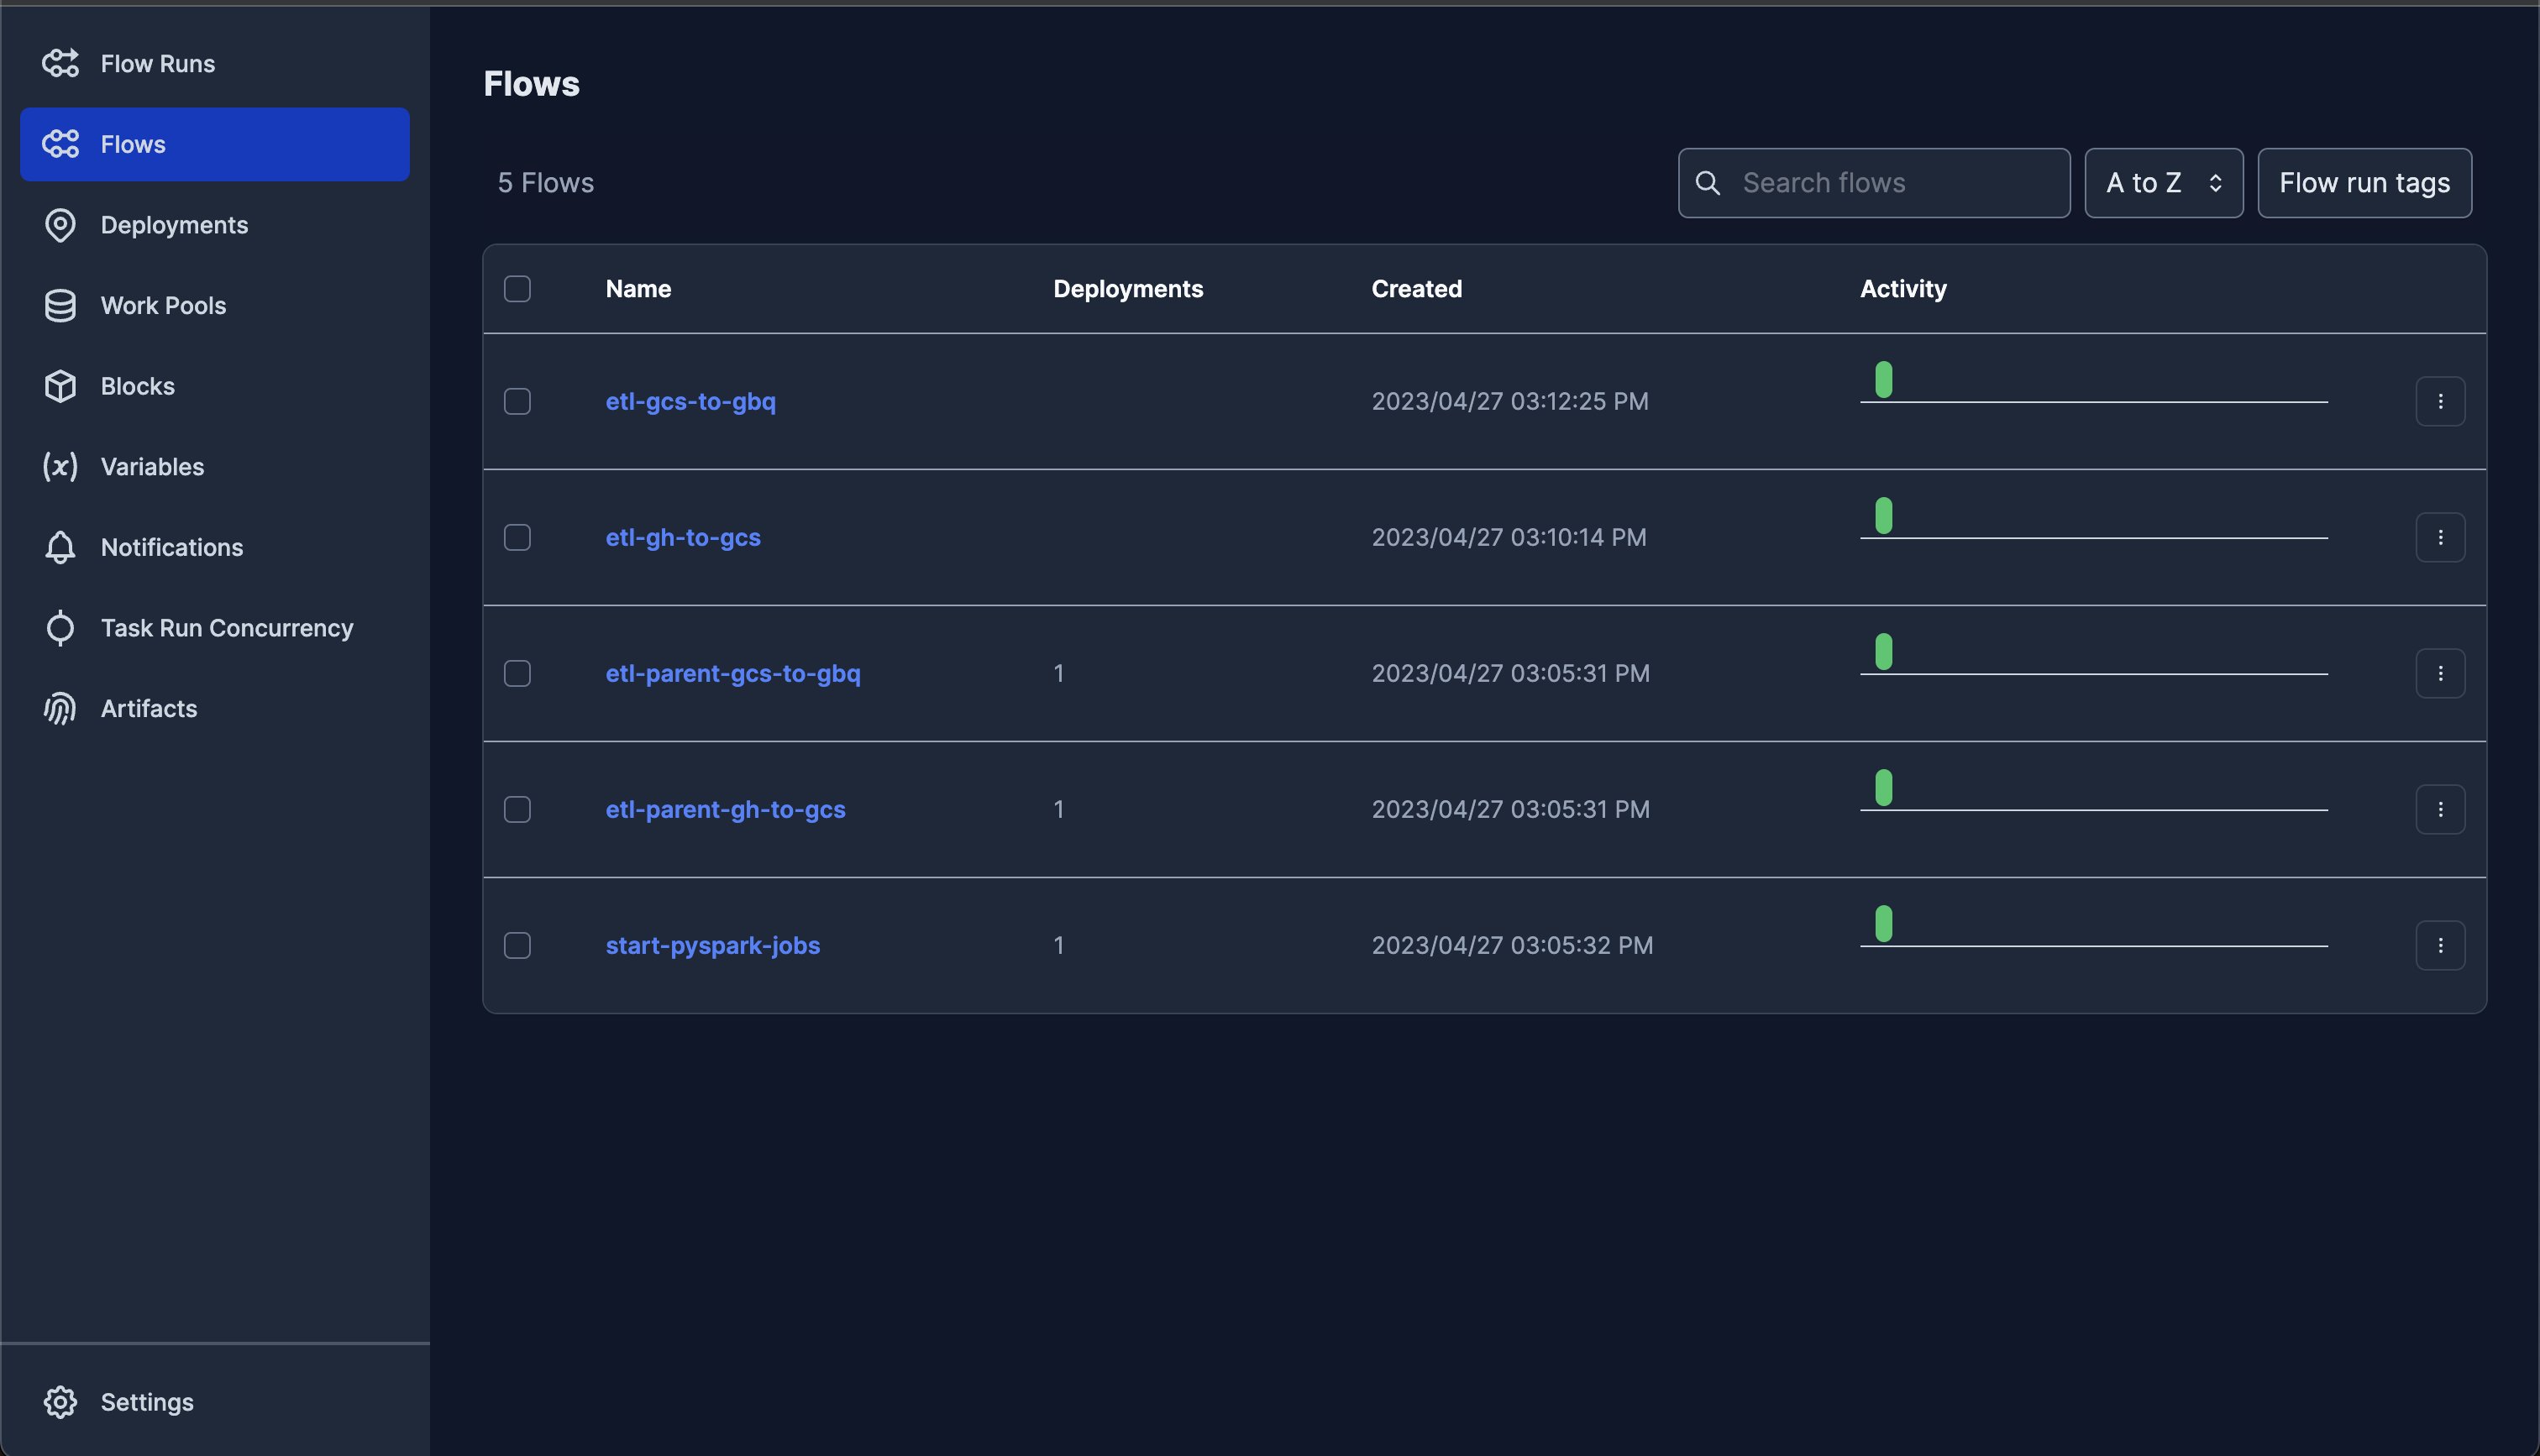 Flow Runs
Flows
Deployments
Work Pools
Blocks
(x) Variables
Notifications
Task Run Concurrency
Artifacts
Settings
Flows
5 Flows
Search flows
A to Z
Flow run tags
Name Deployments Created Activity
etl-gcs-to-gbq 2023/04/27 03:12:25 PM
etl-gh-to-gcs 2023/04/27 03:10:14 PM
etl-parent-gcs-to-gbq 1 2023/04/27 03:05:31 PM
etl-parent-gh-to-gcs 1 2023/04/27 03:05:31 PM
start-pyspark-jobs 1 2023/04/27 03:05:32 PM